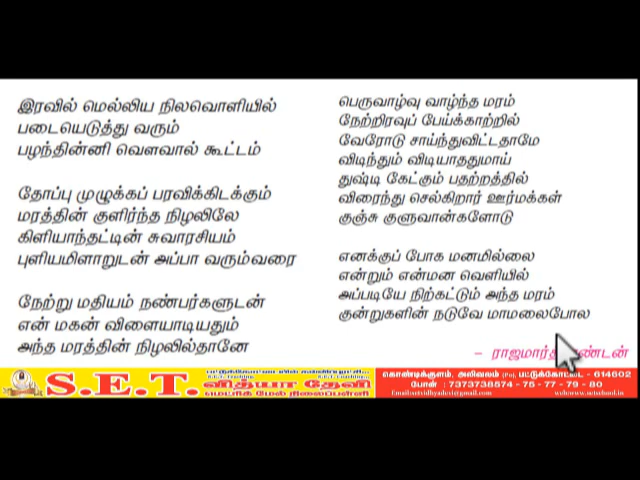 இரவில் மெல்லிய நிலவொளியில்
படையெடுத்து வரும்
பழந்தின்னி வௌவால் கூட்டம்
தோப்பு முழுக்கப் பரவிக்கிடக்கும்
மரத்தின் குளிர்ந்த நிழலிலே
கிளியாந்தட்டின் சுவாரசியம்
புளியமிளாறுடன் அப்பா வரும்வரை
நேற்று மதியம் நண்பர்களுடன்
என் மகன் விளையாடியதும்
அந்த மரத்தின் நிழலில்தானே
பெருவாழ்வு வாழ்ந்த மரம்
நேற்றிரவுப் பேய்க்காற்றில்
வேரோடு சாய்ந்துவிட்டதாமே
விடிந்தும் விடியாததுமாய்
துஷ்டி கேட்கும் பதற்றத்தில்
விரைந்து செல்கிறார் ஊர்மக்கள்
குஞ்சு குளுவான்களோடு
எனக்குப் போக மனமில்லை
என்றும் என்மன வெளியில்
அப்படியே நிற்கட்டும் அந்த மரம்
குன்றுகளின் நடுவே மாமலைபோல
– ராஜமார்த்தாண்டன்
S.E.T. வித்யா தேவி
மெட்ரிக் மேல் நிலைப்பள்ளி
கொண்டிக்குளம், அலிவலம் (Po), பட்டுக்கோட்டை - 614602
போன் : 7373738574 - 75 - 77 - 79 - 80